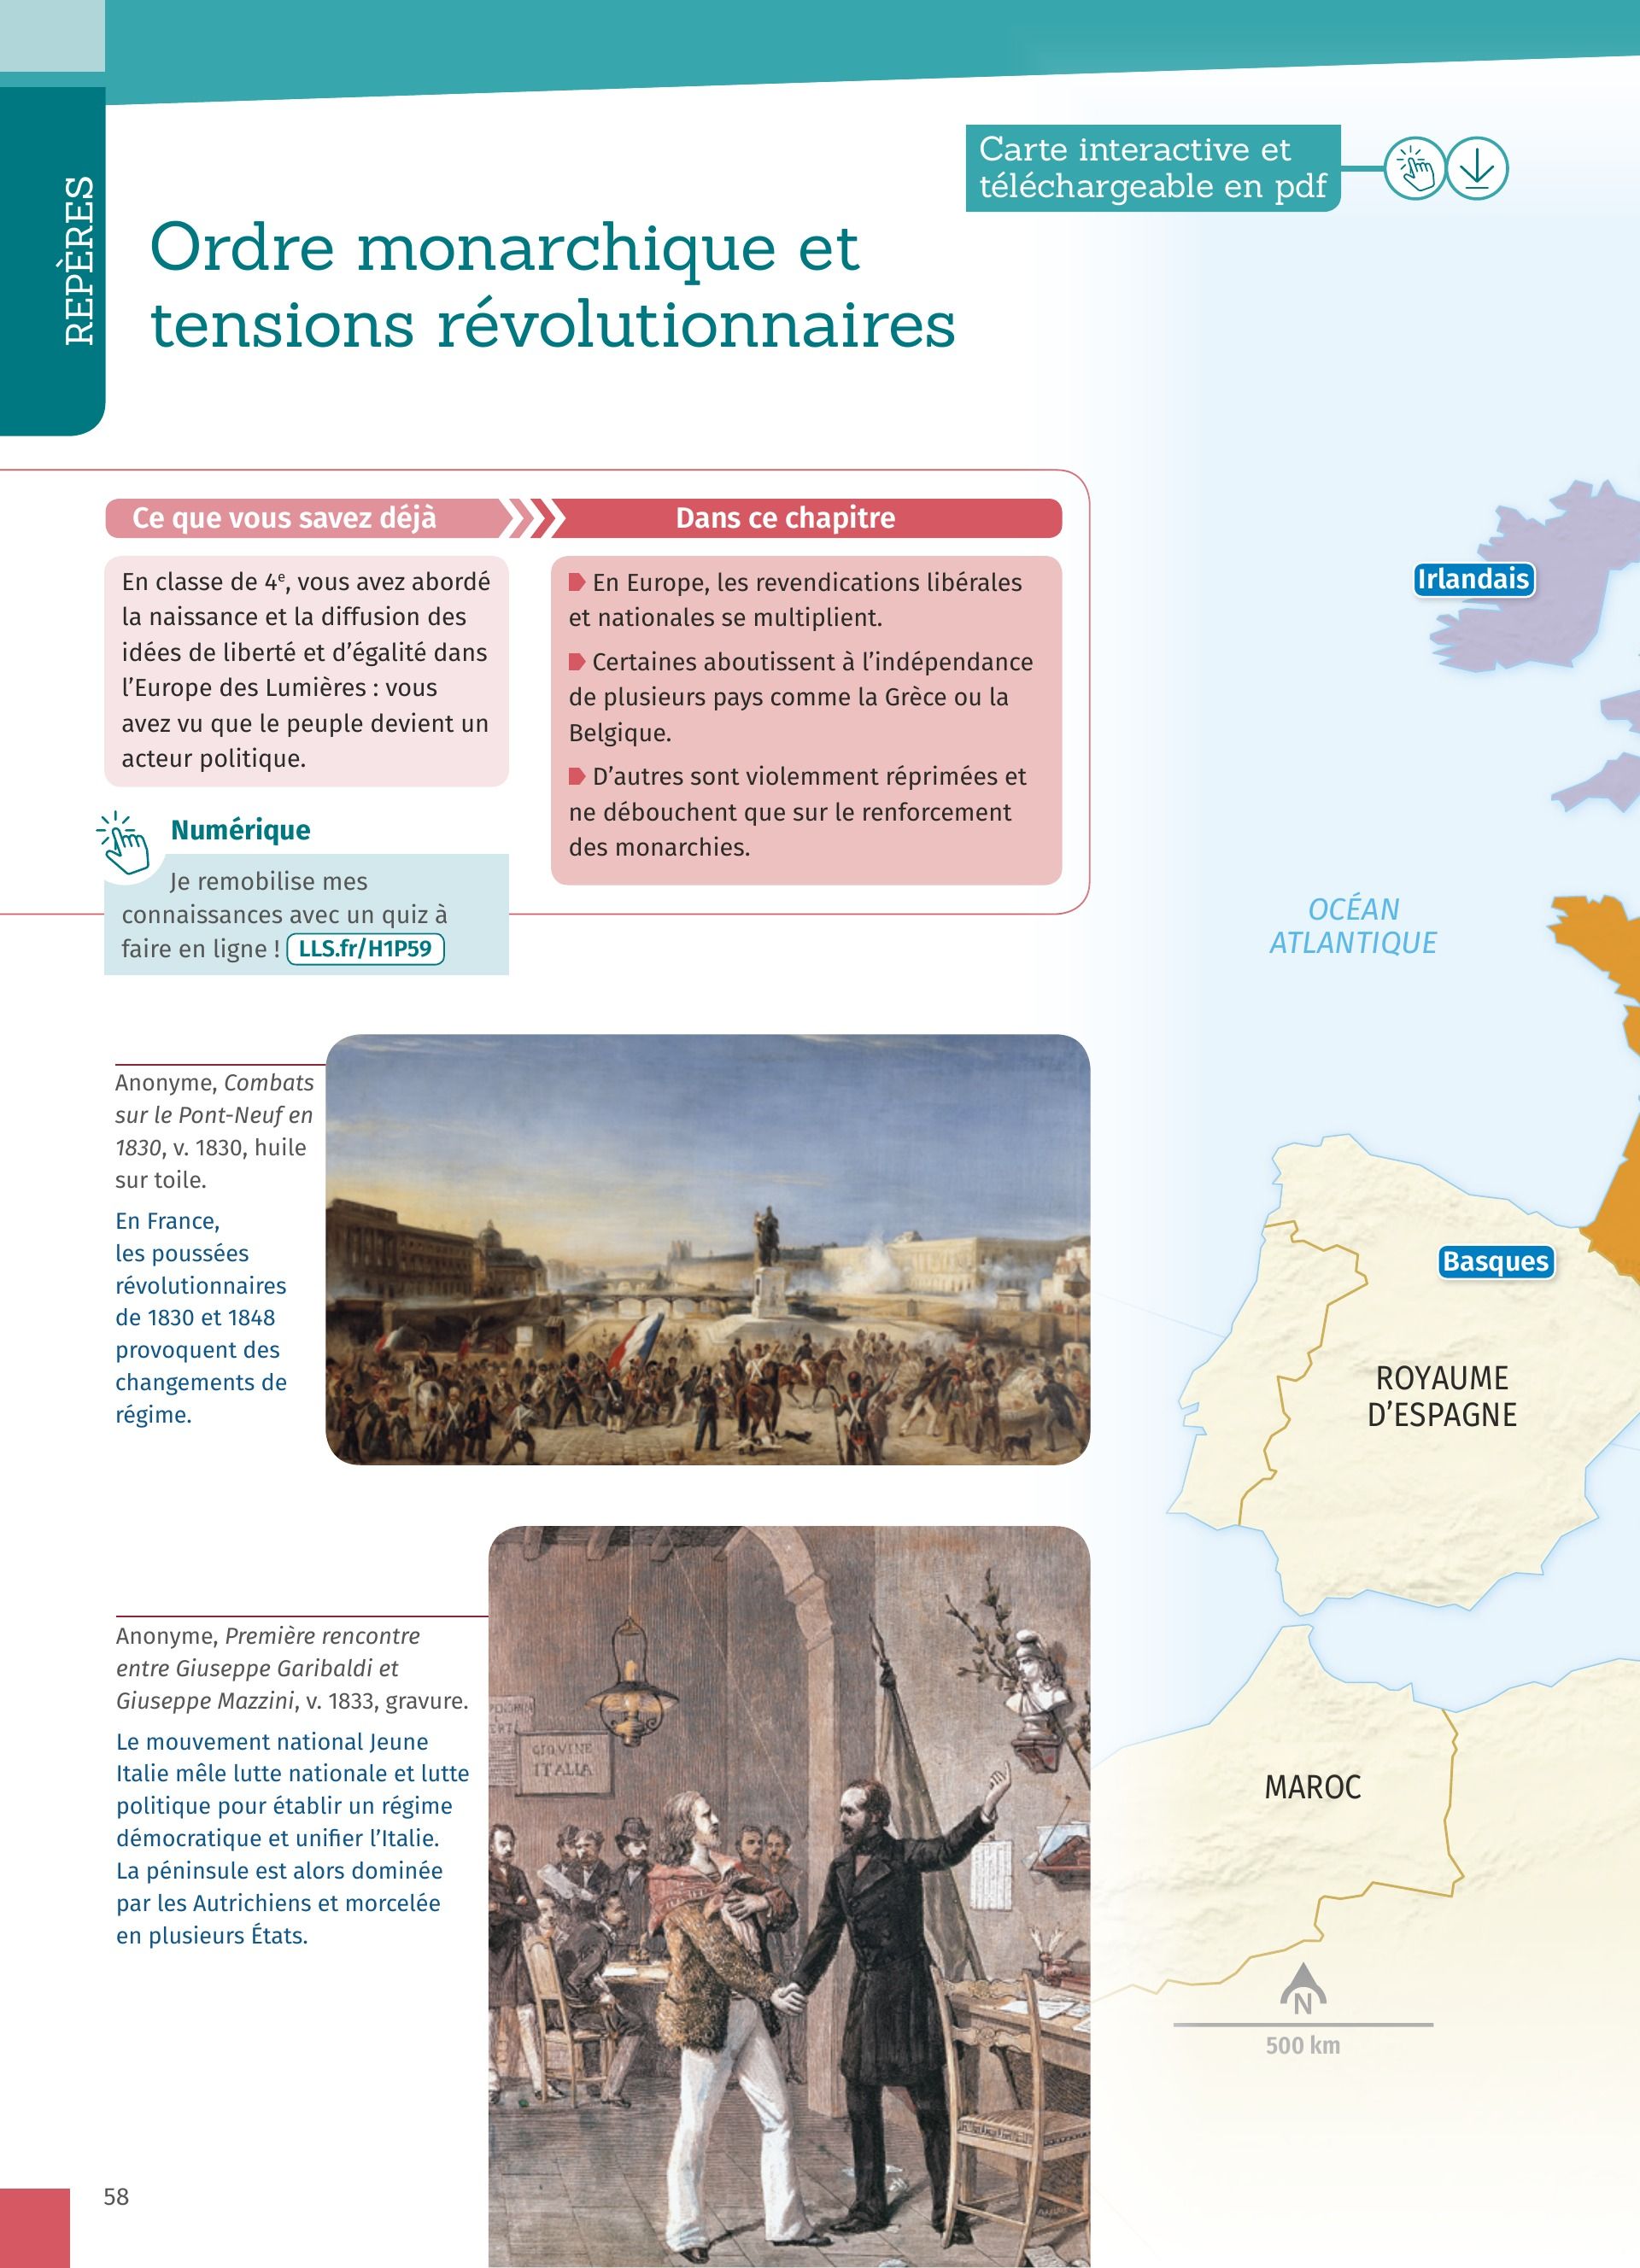 REPÈRES
Carte interactive et
téléchargeable en pdf
Ordre monarchique et
tensions révolutionnaires
Ce que vous savez déjà
En classe de 4e, vous avez abordé
la naissance et la diffusion des
idées de liberté et d’égalité dans
l’Europe des Lumières : vous
avez vu que le peuple devient un
acteur politique.
Numérique
Je remobilise mes
connaissances avec un quiz à
faire en ligne ! LLS.fr/H1P59
Dans ce chapitre
En Europe, les revendications libérales
et nationales se multiplient.
Certaines aboutissent à l’indépendance
de plusieurs pays comme la Grèce ou la
Belgique.
D’autres sont violemment réprimées et
ne débouchent que sur le renforcement
des monarchies.
Anonyme, Combats
sur le Pont-Neuf en
1830, v. 1830, huile
sur toile.
En France,
les poussées
révolutionnaires
de 1830 et 1848
provoquent des
changements de
régime.
Anonyme, Première rencontre
entre Giuseppe Garibaldi et
Giuseppe Mazzini, v. 1833, gravure.
Le mouvement national Jeune
Italie mêle lutte nationale et lutte
politique pour établir un régime
démocratique et unifier l’Italie.
La péninsule est alors dominée
par les Autrichiens et morcelée
en plusieurs États.
GIOVINE
ITALIA
Irlandais
OCÉAN
ATLANTIQUE
Basques
ROYAUME
D’ESPAGNE
MAROC
N
500 km
58